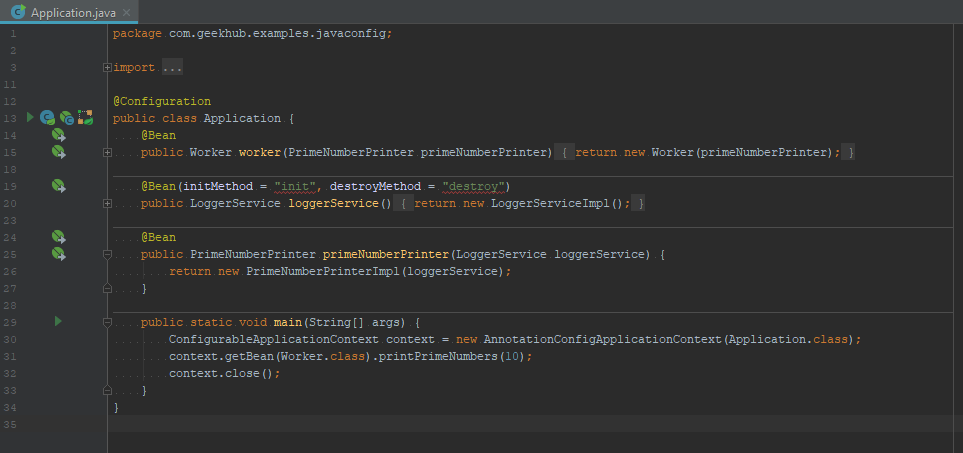 Application.java
1 package com.geekhub.examples.javaconfig;
2
3 import ...
11
12 @Configuration
13 public class Application {
14 @Bean
15 public Worker worker(PrimeNumberPrinter primeNumberPrinter) { return new Worker(primeNumberPrinter); }
18
19 @Bean(initMethod = "init", destroyMethod = "destroy")
20 public LoggerService loggerService() { return new LoggerServiceImpl(); }
23
24 @Bean
25 public PrimeNumberPrinter primeNumberPrinter(LoggerService loggerService) {
26 return new PrimeNumberPrinterImpl(loggerService);
27 }
28
29 public static void main(String[] args) {
30 ConfigurableApplicationContext context = new AnnotationConfigApplicationContext(Application.class);
31 context.getBean(Worker.class).printPrimeNumbers(10);
32 context.close();
33 }
34 }
35